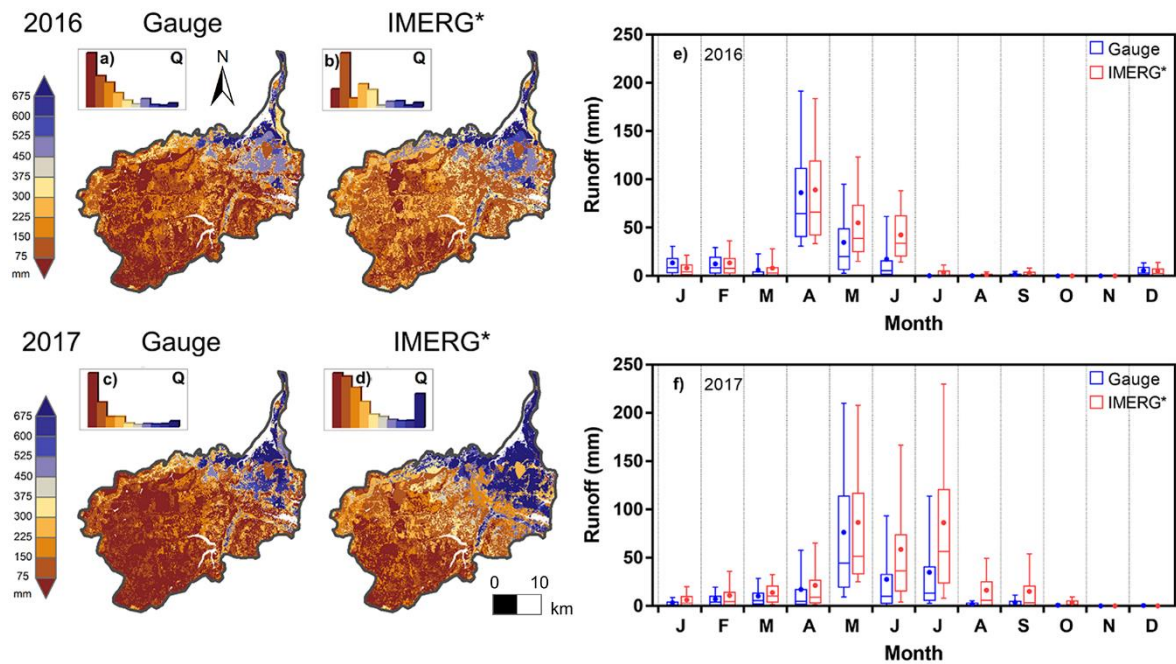 2016 Gauge IMERG*
a) Q
N
b) Q
675
600
525
450
375
300
225
150
75
mm
2017 Gauge IMERG*
c) Q
d) Q
675
600
525
450
375
300
225
150
75
mm
0 10
km
e) 2016
Gauge
IMERG*
Runoff (mm)
250
200
150
100
50
0
J F M A M J J A S O N D
Month
f) 2017
Gauge
IMERG*
Runoff (mm)
250
200
150
100
50
0
J F M A M J J A S O N D
Month